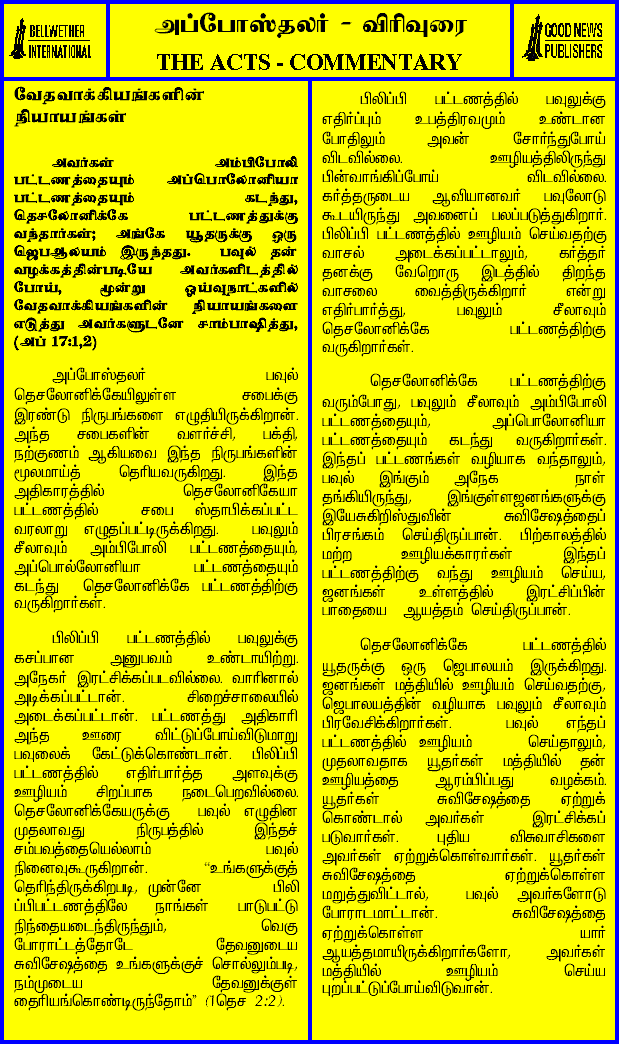 BELLWETHER
INTERNATIONAL
அப்போஸ்தலர் - விரிவுரை
THE ACTS - COMMENTARY
GOOD NEWS
PUBLISHERS
வேதவாக்கியங்களின்
நியாயங்கள்
அவர்கள் அம்பிபோலி
பட்டணத்தையும் அப்பொலோனியா
பட்டணத்தையும் கடந்து,
தெசலோனிக்கே பட்டணத்துக்கு
வந்தார்கள்; அங்கே யூதருக்கு ஒரு
ஜெபஆலயம் இருந்தது. பவுல் தன்
வழக்கத்தின்படியே அவர்களிடத்தில்
போய், மூன்று ஓய்வுநாட்களில்
வேதவாக்கியங்களின் நியாயங்களை
எடுத்து அவர்களுடனே சாம்பாஷித்து,
(அப் 17:1,2)
அப்போஸ்தலர் பவுல்
தெசலோனிக்கேயிலுள்ள சபைக்கு
இரண்டு நிருபங்களை எழுதியிருக்கிறான்.
அந்த சபைகளின் வளர்ச்சி, பக்தி,
நற்குணம் ஆகியவை இந்த நிருபங்களின்
மூலமாய்த் தெரியவருகிறது. இந்த
அதிகாரத்தில் தெசலோனிகேயா
பட்டணத்தில் சபை ஸ்தாபிக்கப்பட்ட
வரலாறு எழுதப்பட்டிருக்கிறது. பவுலும்
சீலாவும் அம்பிபோலி பட்டணத்தையும்,
அப்பொல்லோனியா பட்டணத்தையும்
கடந்து தெசலோனிக்கே பட்டணத்திற்கு
வருகிறார்கள்.
பிலிப்பி பட்டணத்தில் பவுலுக்கு
கசப்பான அனுபவம் உண்டாயிற்று.
அநேகர் இரட்சிக்கப்படவில்லை. வாரினால்
அடிக்கப்பட்டான். சிறைச்சாலையில்
அடைக்கப்பட்டான். பட்டணத்து அதிகாரி
அந்த ஊரை விட்டுப்போய்விடுமாறு
பவுலைக் கேட்டுக்கொண்டான். பிலிப்பி
பட்டணத்தில் எதிர்பார்த்த அளவுக்கு
ஊழியம் சிறப்பாக நடைபெறவில்லை.
தெசலோனிக்கேயருக்கு பவுல் எழுதின
முதலாவது நிருபத்தில் இந்தச்
சம்பவத்தையெல்லாம் பவுல்
நினைவுகூருகிறான். "உங்களுக்குத்
தெரிந்திருக்கிறபடி, முன்னே பிலி
ப்பிபட்டணத்திலே நாங்கள் பாடுபட்டு
நிந்தையடைந்திருந்தும், வெகு
போராட்டத்தோடே தேவனுடைய
சுவிசேஷத்தை உங்களுக்குச் சொல்லும்படி,
நம்முடைய தேவனுக்குள்
தைரியங்கொண்டிருந்தோம்" (1தெச 2:2).
பிலிப்பி பட்டணத்தில் பவுலுக்கு
எதிர்ப்பும் உபத்திரவமும் உண்டான
போதிலும் அவன் சோர்ந்துபோய்
விடவில்லை. ஊழியத்திலிருந்து
பின்வாங்கிப்போய் விடவில்லை.
கர்த்தருடைய ஆவியானவர் பவுலோடு
கூடயிருந்து அவனைப் பலப்படுத்துகிறார்.
பிலிப்பி பட்டணத்தில் ஊழியம் செய்வதற்கு
வாசல் அடைக்கப்பட்டாலும், கர்த்தர்
தனக்கு வேறொரு இடத்தில் திறந்த
வாசலை வைத்திருக்கிறார் என்று
எதிர்பார்த்து, பவுலும் சீலாவும்
தெசலோனிக்கே பட்டணத்திற்கு
வருகிறார்கள்.
தெசலோனிக்கே பட்டணத்திற்கு
வரும்போது, பவுலும் சீலாவும் அம்பிபோலி
பட்டணத்தையும், அப்பொலோனியா
பட்டணத்தையும் கடந்து வருகிறார்கள்.
இந்தப் பட்டணங்கள் வழியாக வந்தாலும்,
பவுல் இங்கும் அநேக நாள்
தங்கியிருந்து, இங்குள்ளஜனங்களுக்கு
இயேசுகிறிஸ்துவின் சுவிசேஷத்தைப்
பிரசங்கம் செய்திருப்பான். பிற்காலத்தில்
மற்ற ஊழியக்காரர்கள் இந்தப்
பட்டணத்திற்கு வந்து ஊழியம் செய்ய,
ஜனங்கள் உள்ளத்தில் இரட்சிப்பின்
பாதையை ஆயத்தம் செய்திருப்பான்.
தெசலோனிக்கே பட்டணத்தில்
யூதருக்கு ஒரு ஜெபாலயம் இருக்கிறது.
ஜனங்கள் மத்தியில் ஊழியம் செய்வதற்கு,
ஜெபாலயத்தின் வழியாக பவுலும் சீலாவும்
பிரவேசிக்கிறார்கள். பவுல் எந்தப்
பட்டணத்தில் ஊழியம் செய்தாலும்,
முதலாவதாக யூதர்கள் மத்தியில் தன்
ஊழியத்தை ஆரம்பிப்பது வழக்கம்.
யூதர்கள் சுவிசேஷத்தை ஏற்றுக்
கொண்டால் அவர்கள் இரட்சிக்கப்
படுவார்கள். புதிய விசுவாசிகளை
அவர்கள் ஏற்றுக்கொள்வார்கள். யூதர்கள்
சுவிசேஷத்தை ஏற்றுக்கொள்ள
மறுத்துவிட்டால், பவுல் அவர்களோடு
போராடமாட்டான். சுவிசேஷத்தை
ஏற்றுக்கொள்ள யார்
ஆயத்தமாயிருக்கிறார்களோ, அவர்கள்
மத்தியில் ஊழியம் செய்ய
புறப்பட்டுப்போய்விடுவான்.